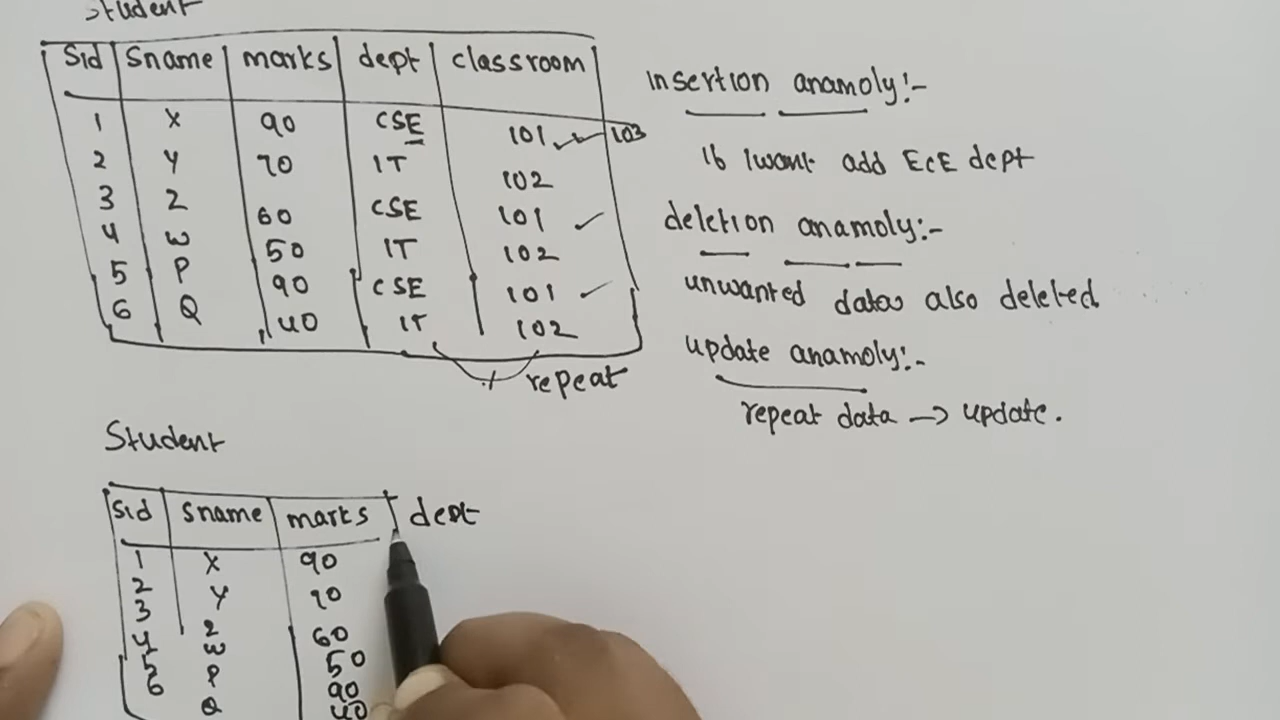 Student
Sid Sname marks dept classroom
1 X 90 CSE 101 103
2 Y 70 IT 102
3 Z 60 CSE 101
4 W 50 IT 102
5 P 90 CSE 101
6 Q 40 IT 102
repeat
insertion anamoly:-
if I want add ECE dept
deletion anamoly:-
unwanted data also deleted
update anamoly:-
repeat data → update.
Student
Sid Sname marks dept
1 X 90
2 Y 70
3 Z 60
4 W 50
5 P 90
6 Q 40